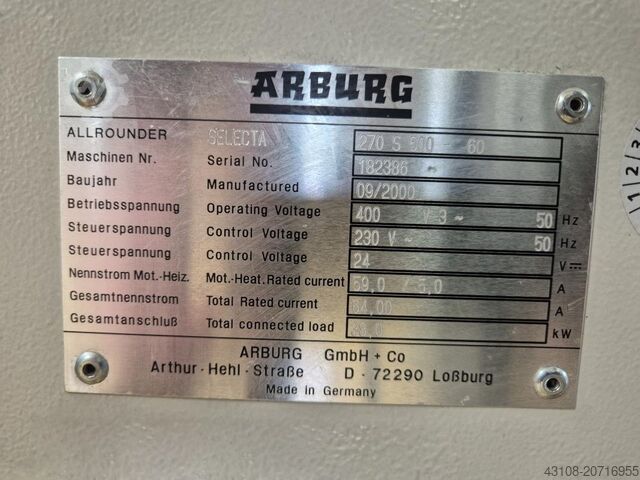 ARBURG
ALLROUNDER SELECTA 270 S 500 60
Maschinen Nr. Serial No. 182386
Baujahr Manufactured 09/2000
Betriebsspannung Operating Voltage 400 V 3 ~ 50 Hz
Steuerspannung Control Voltage 230 V ~ 50 Hz
Steuerspannung Control Voltage 24 V
Nennstrom Mot.-Heiz. Mot.-Heat. Rated current A
Gesamtnennstrom Total Rated current A
Gesamtanschluß Total connected load kW
ARBURG GmbH + Co
Arthur - Hehl - Straße D - 72290 Loßburg
Made in Germany
1 2 3
43108-20716955